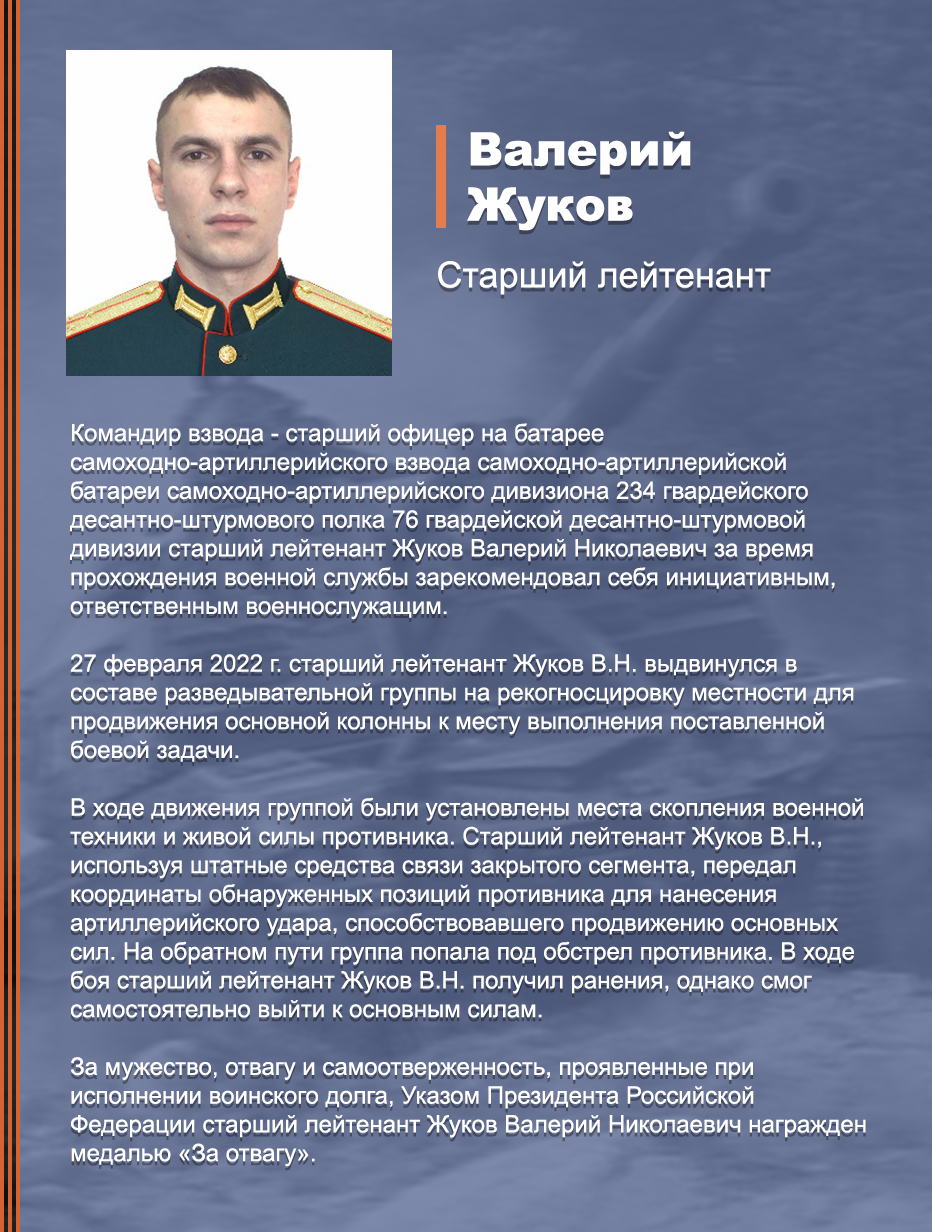 Валерий
Жуков
Старший лейтенант
Командир взвода - старший офицер на батарее
самоходно-артиллерийского взвода самоходно-артиллерийской
батареи самоходно-артиллерийского дивизиона 234 гвардейского
десантно-штурмового полка 76 гвардейской десантно-штурмовой
дивизии старший лейтенант Жуков Валерий Николаевич за время
прохождения военной службы зарекомендовал себя инициативным,
ответственным военнослужащим.
27 февраля 2022 г. старший лейтенант Жуков В.Н. выдвинулся в
составе разведывательной группы на рекогносцировку местности для
продвижения основной колонны к месту выполнения поставленной
боевой задачи.
В ходе движения группой были установлены места скопления военной
техники и живой силы противника. Старший лейтенант Жуков В.Н.,
используя штатные средства связи закрытого сегмента, передал
координаты обнаруженных позиций противника для нанесения
артиллерийского удара, способствовавшего продвижению основных
сил. На обратном пути группа попала под обстрел противника. В ходе
боя старший лейтенант Жуков В.Н. получил ранения, однако смог
самостоятельно выйти к основным силам.
За мужество, отвагу и самоотверженность, проявленные при
исполнении воинского долга, Указом Президента Российской
Федерации старший лейтенант Жуков Валерий Николаевич награжден
медалью «За отвагу».